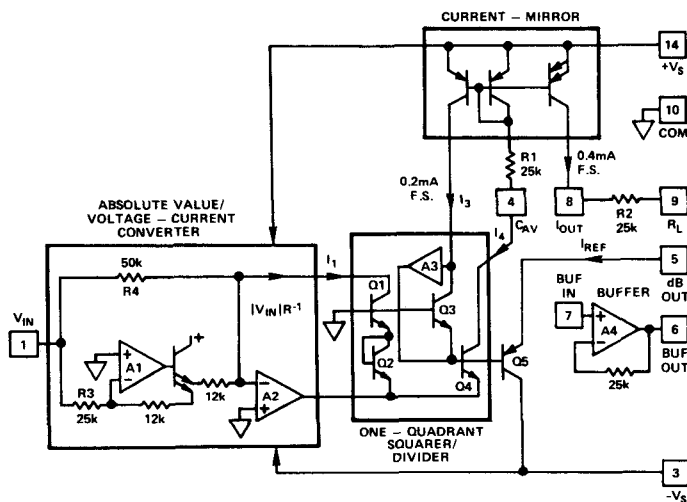 CURRENT – MIRROR
14
+VS
10
COM
R1
25k
0.4mA
F.S.
0.2mA
F.S.
I3
ABSOLUTE VALUE/
VOLTAGE – CURRENT
CONVERTER
4
CAV
I4
8
IOUT
R2
25k
9
RL
IREF
5
dB
OUT
50k
R4
I1
|VIN|R-1
A3
Q1
Q3
Q2
Q4
Q5
VIN
1
A1
+
–
+
R3
25k
12k
12k
–
+
A2
BUF
IN
7
BUFFER
+
–
A4
25k
6
BUF
OUT
ONE – QUADRANT
SQUARER/
DIVIDER
3
-VS